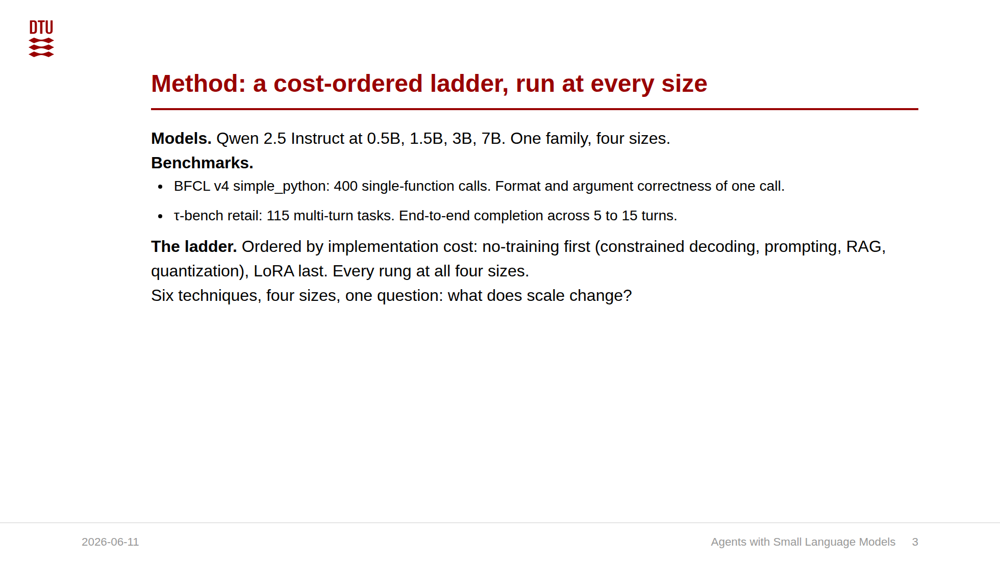 DTU
Method: a cost-ordered ladder, run at every size
Models. Qwen 2.5 Instruct at 0.5B, 1.5B, 3B, 7B. One family, four sizes.
Benchmarks.
• BFCL v4 simple_python: 400 single-function calls. Format and argument correctness of one call.
• τ-bench retail: 115 multi-turn tasks. End-to-end completion across 5 to 15 turns.
The ladder. Ordered by implementation cost: no-training first (constrained decoding, prompting, RAG,
quantization), LoRA last. Every rung at all four sizes.
Six techniques, four sizes, one question: what does scale change?
2026-06-11
Agents with Small Language Models 3